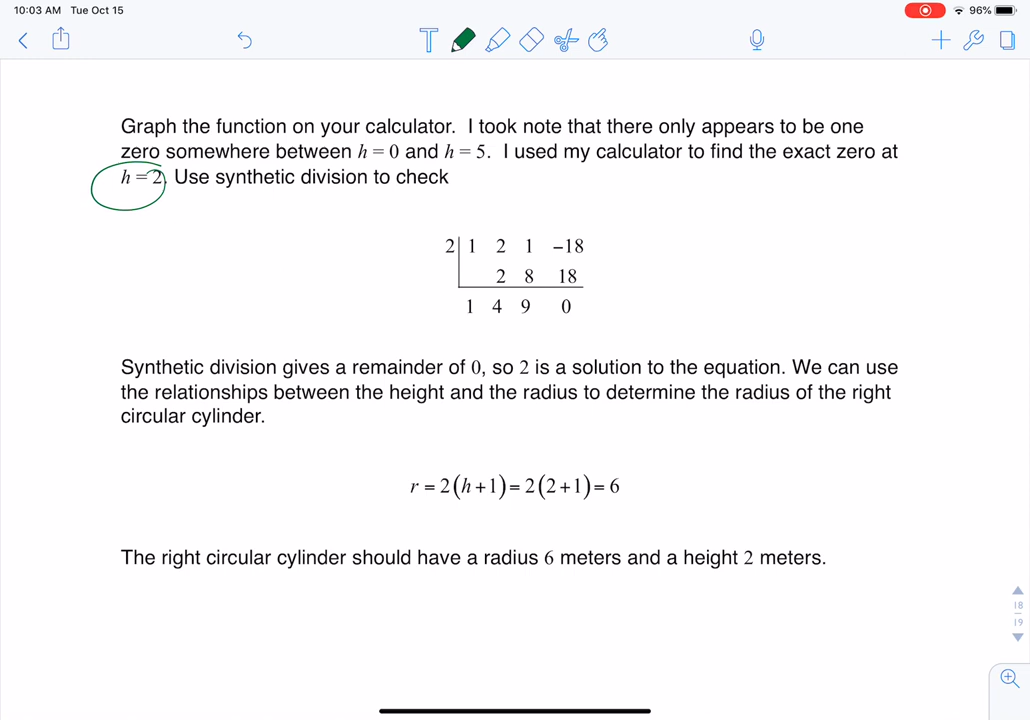 10:03 AM Tue Oct 15
96%
T
Graph the function on your calculator. I took note that there only appears to be one
zero somewhere between h = 0 and h = 5. I used my calculator to find the exact zero at
h = 2. Use synthetic division to check
2 1 2 1 −18
2 8 18
1 4 9 0
Synthetic division gives a remainder of 0, so 2 is a solution to the equation. We can use
the relationships between the height and the radius to determine the radius of the right
circular cylinder.
r = 2(h+1) = 2(2+1) = 6
The right circular cylinder should have a radius 6 meters and a height 2 meters.
18
19